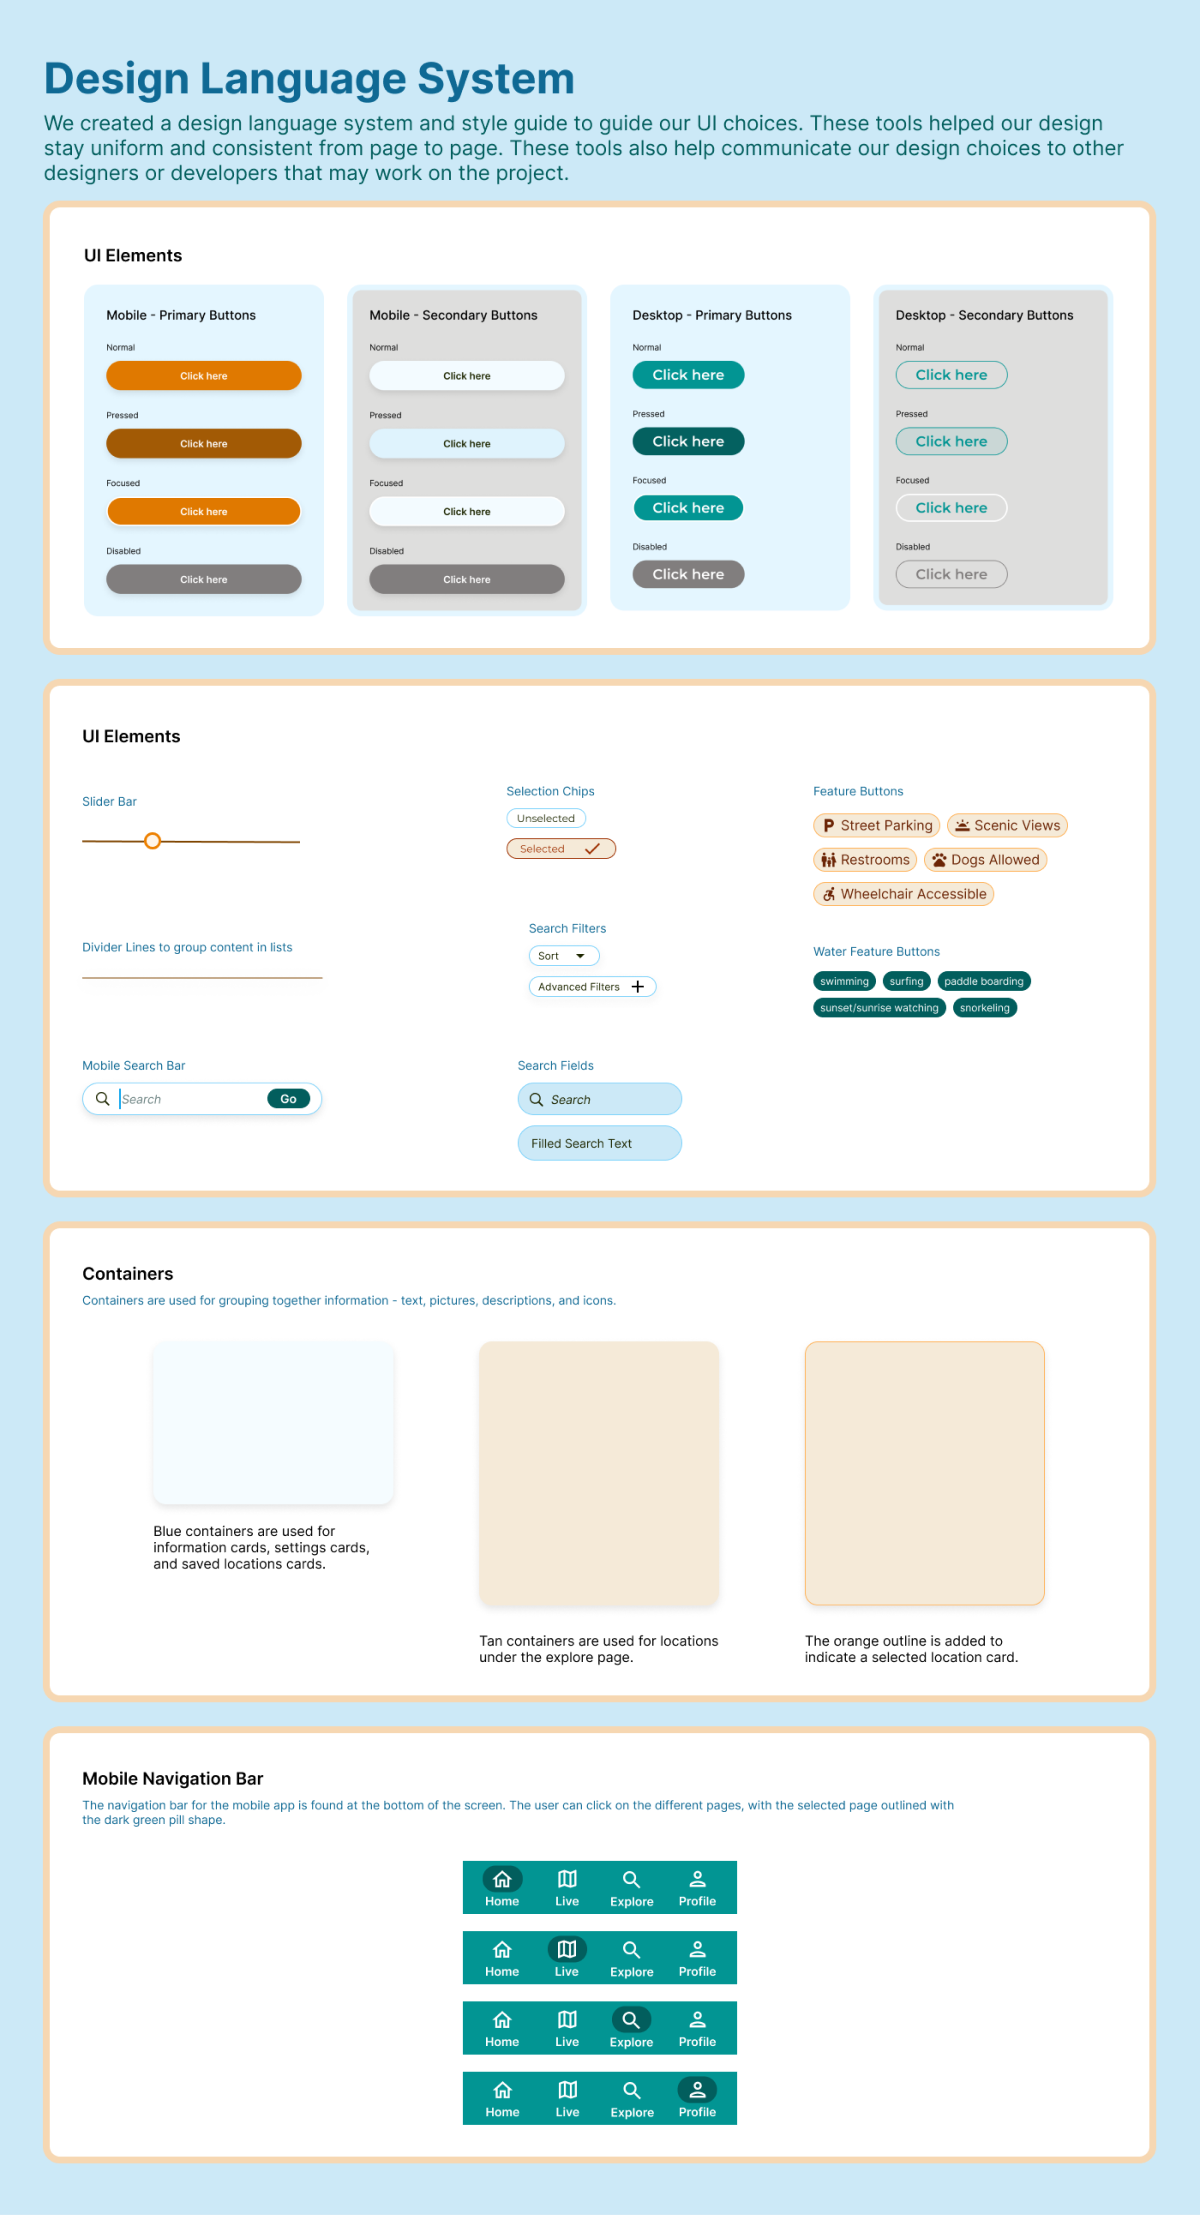 Design Language System
We created a design language system and style guide to guide our UI choices. These tools helped our design
stay uniform and consistent from page to page. These tools also help communicate our design choices to other
designers or developers that may work on the project.
UI Elements
Mobile - Primary Buttons
Normal
Click here
Pressed
Click here
Focused
Click here
Disabled
Click here
Mobile - Secondary Buttons
Normal
Click here
Pressed
Click here
Focused
Click here
Disabled
Click here
Desktop - Primary Buttons
Normal
Click here
Pressed
Click here
Focused
Click here
Disabled
Click here
Desktop - Secondary Buttons
Normal
Click here
Pressed
Click here
Focused
Click here
Disabled
Click here
UI Elements
Slider Bar
Divider Lines to group content in lists
Mobile Search Bar
Search
Go
Selection Chips
Unselected
Selected
Search Filters
Sort
Advanced Filters
Search Fields
Search
Filled Search Text
Feature Buttons
Street Parking
Scenic Views
Restrooms
Dogs Allowed
Wheelchair Accessible
Water Feature Buttons
swimming
surfing
paddle boarding
sunset/sunrise watching
snorkeling
Containers
Containers are used for grouping together information - text, pictures, descriptions, and icons.
Blue containers are used for
information cards, settings cards,
and saved locations cards.
Tan containers are used for locations
under the explore page.
The orange outline is added to
indicate a selected location card.
Mobile Navigation Bar
The navigation bar for the mobile app is found at the bottom of the screen. The user can click on the different pages, with the selected page outlined with
the dark green pill shape.
Home Live Explore Profile
Home Live Explore Profile
Home Live Explore Profile
Home Live Explore Profile